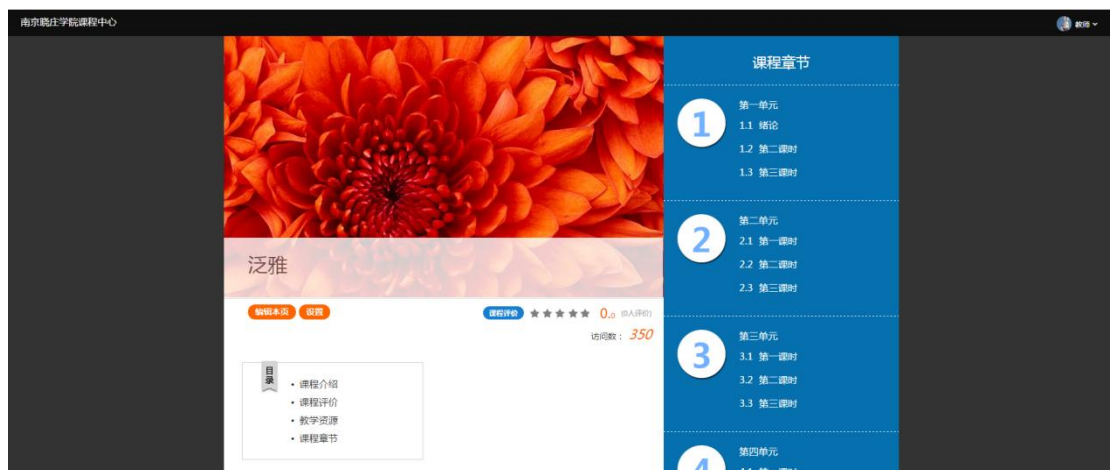 南京晓庄学院课程中心
教师
泛雅
编辑本页 设置
课程评价 0.0 (0人评价)
访问数： 350
目录
• 课程介绍
• 课程评价
• 教学资源
• 课程章节
课程章节
1
第一单元
1.1 绪论
1.2 第二课时
1.3 第三课时
2
第二单元
2.1 第一课时
2.2 第二课时
2.3 第三课时
3
第三单元
3.1 第一课时
3.2 第二课时
3.3 第三课时
4
第四单元